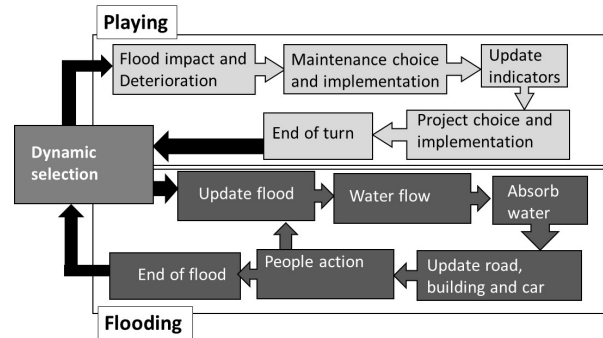 Playing
Flood impact and
Deterioration
Maintenance choice
and implementation
Update
indicators
Project choice and
implementation
End of turn
Dynamic
selection
Update flood
Water flow
Absorb
water
Update road,
building and car
People action
End of flood
Flooding